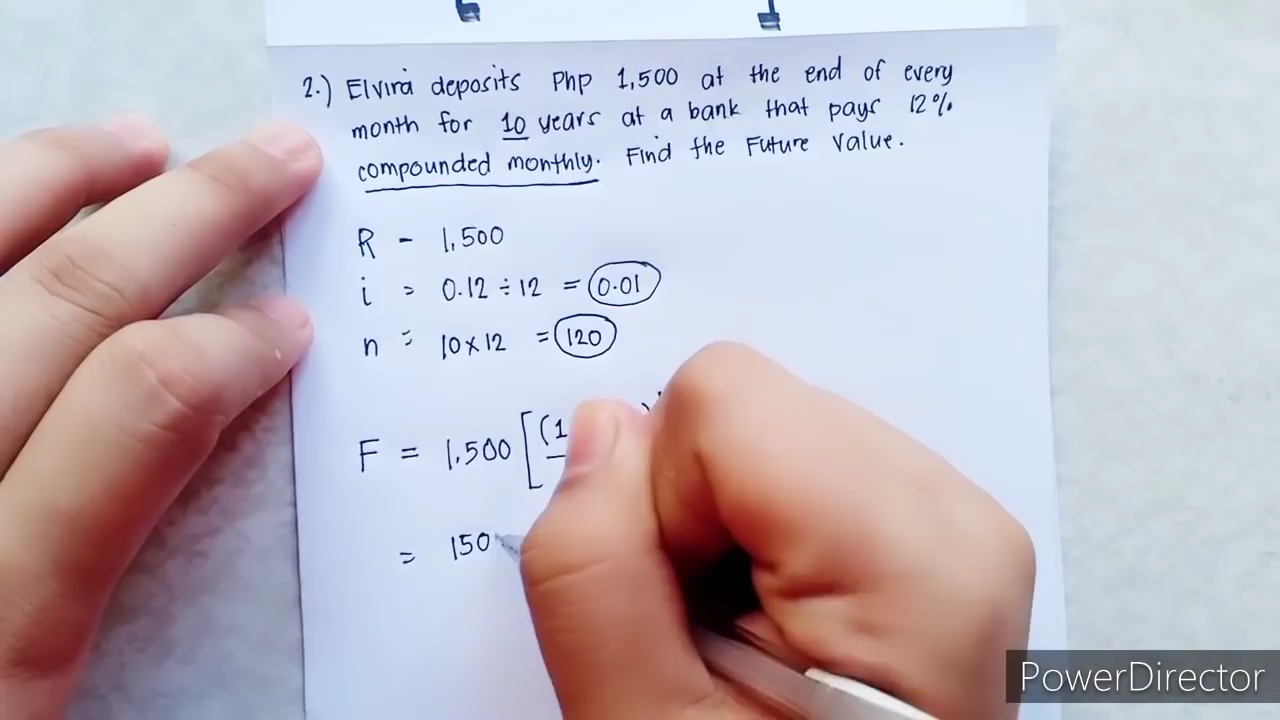 2.) Elvira deposits Php 1,500 at the end of every
month for 10 years at a bank that pays 12%
compounded monthly. Find the Future Value.
R - 1,500
i = 0.12 ÷ 12 = 0.01
n = 10 x 12 = 120
F = 1,500 [(1
= 150
PowerDirector